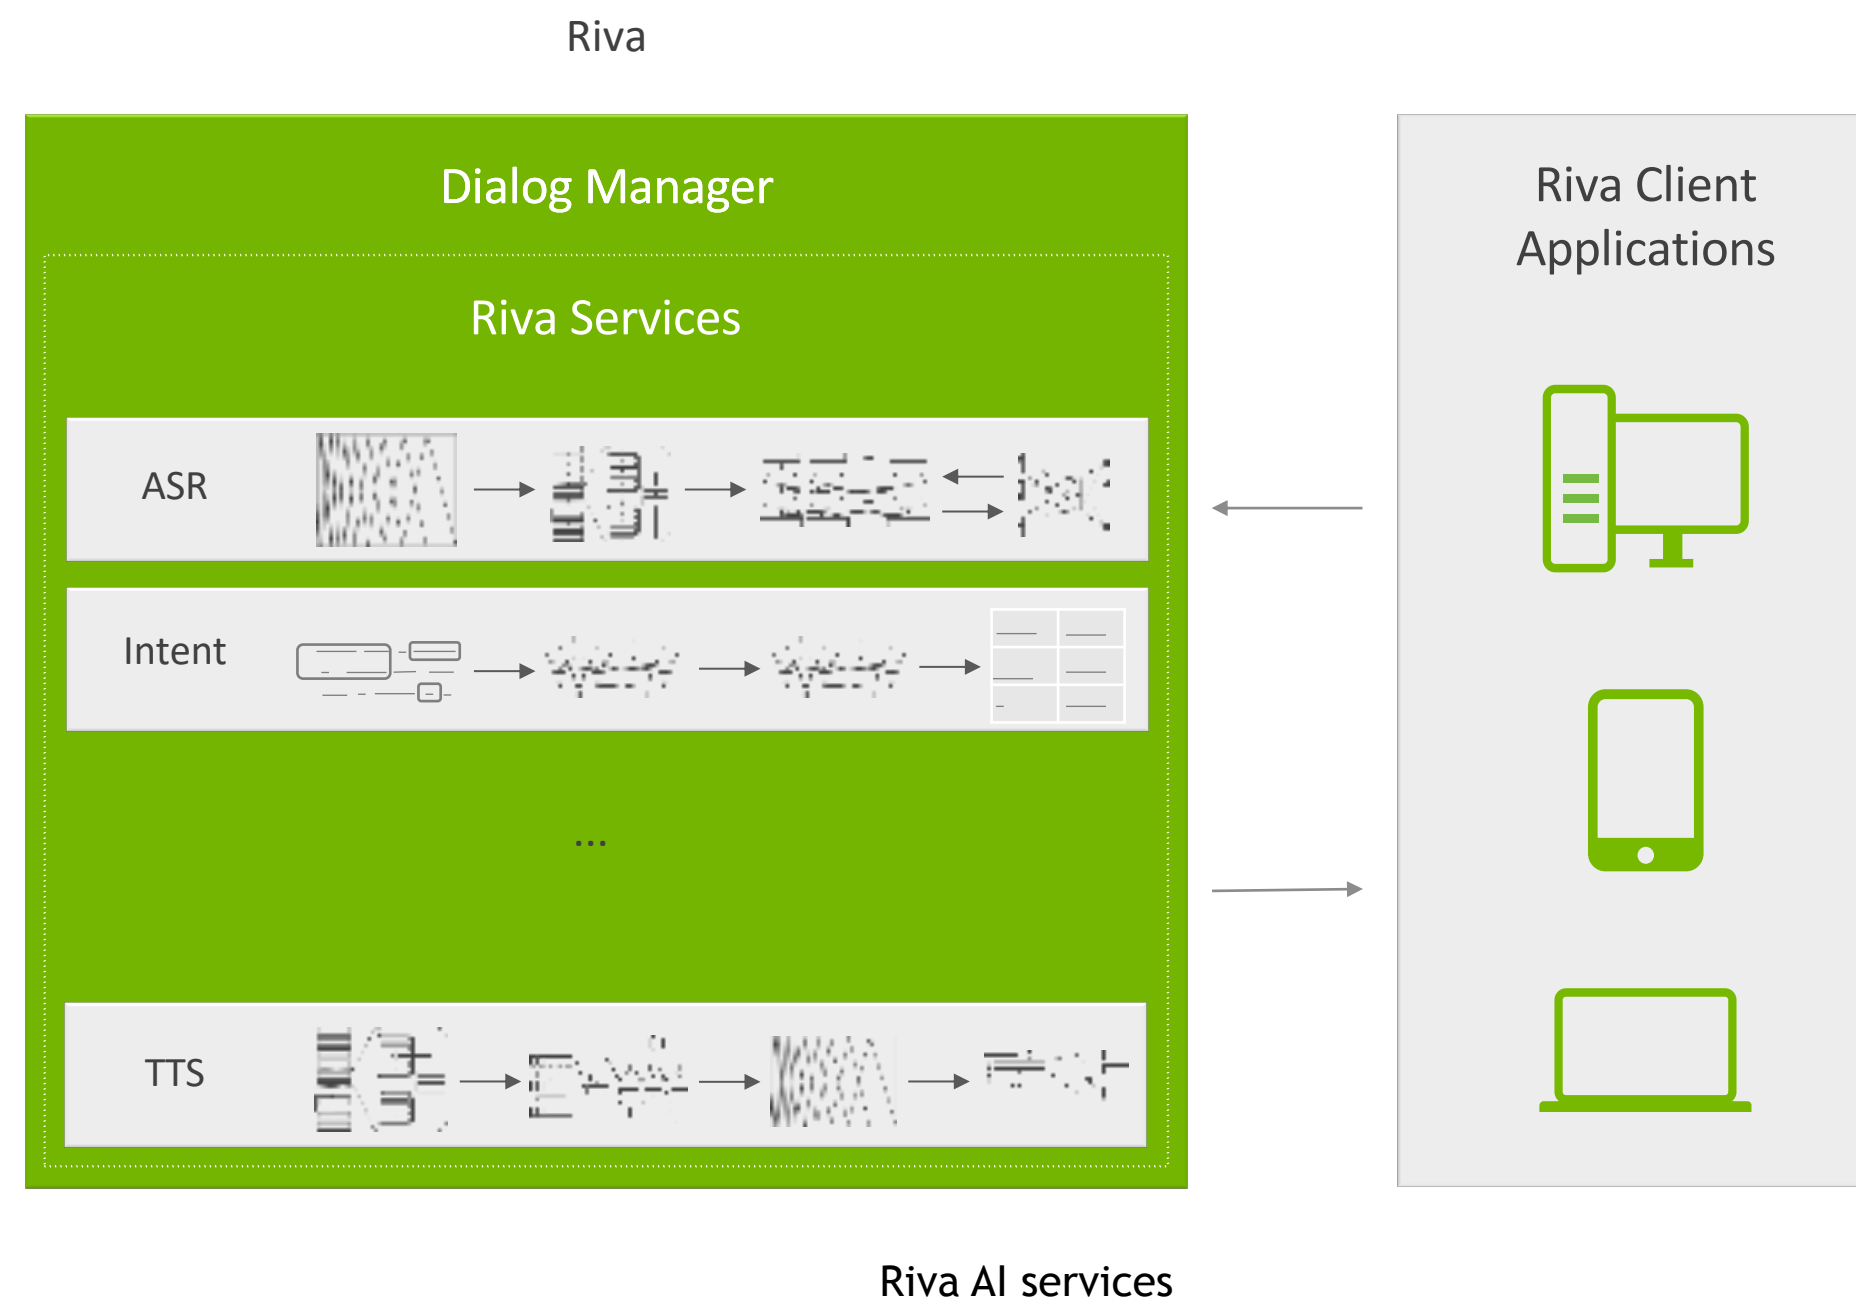 Riva
Dialog Manager
Riva Services
ASR
Intent
...
TTS
Riva Client
Applications
Riva AI services